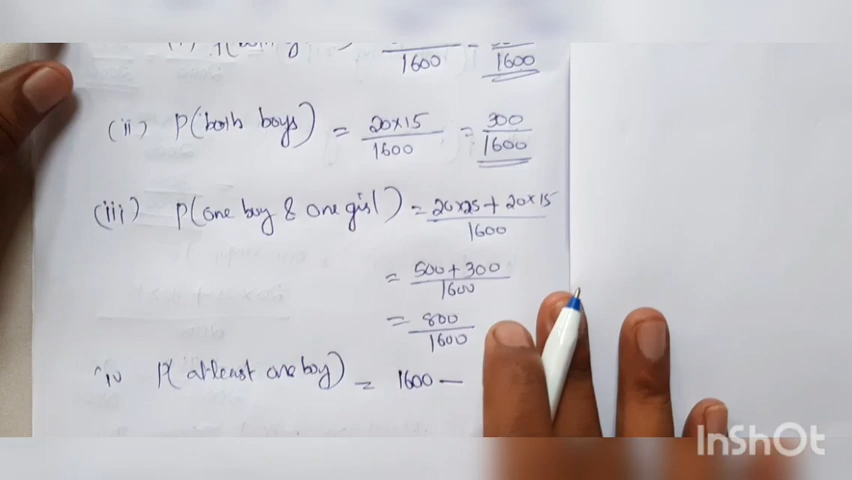 1600 1600
(ii) P(both boys) = 20×15/1600 = 300/1600
(iii) P(one boy & one girl) = 20×25 + 20×15/1600
= 500+300/1600
= 800/1600
iv P(atleast one boy) = 1600 —
InShOt